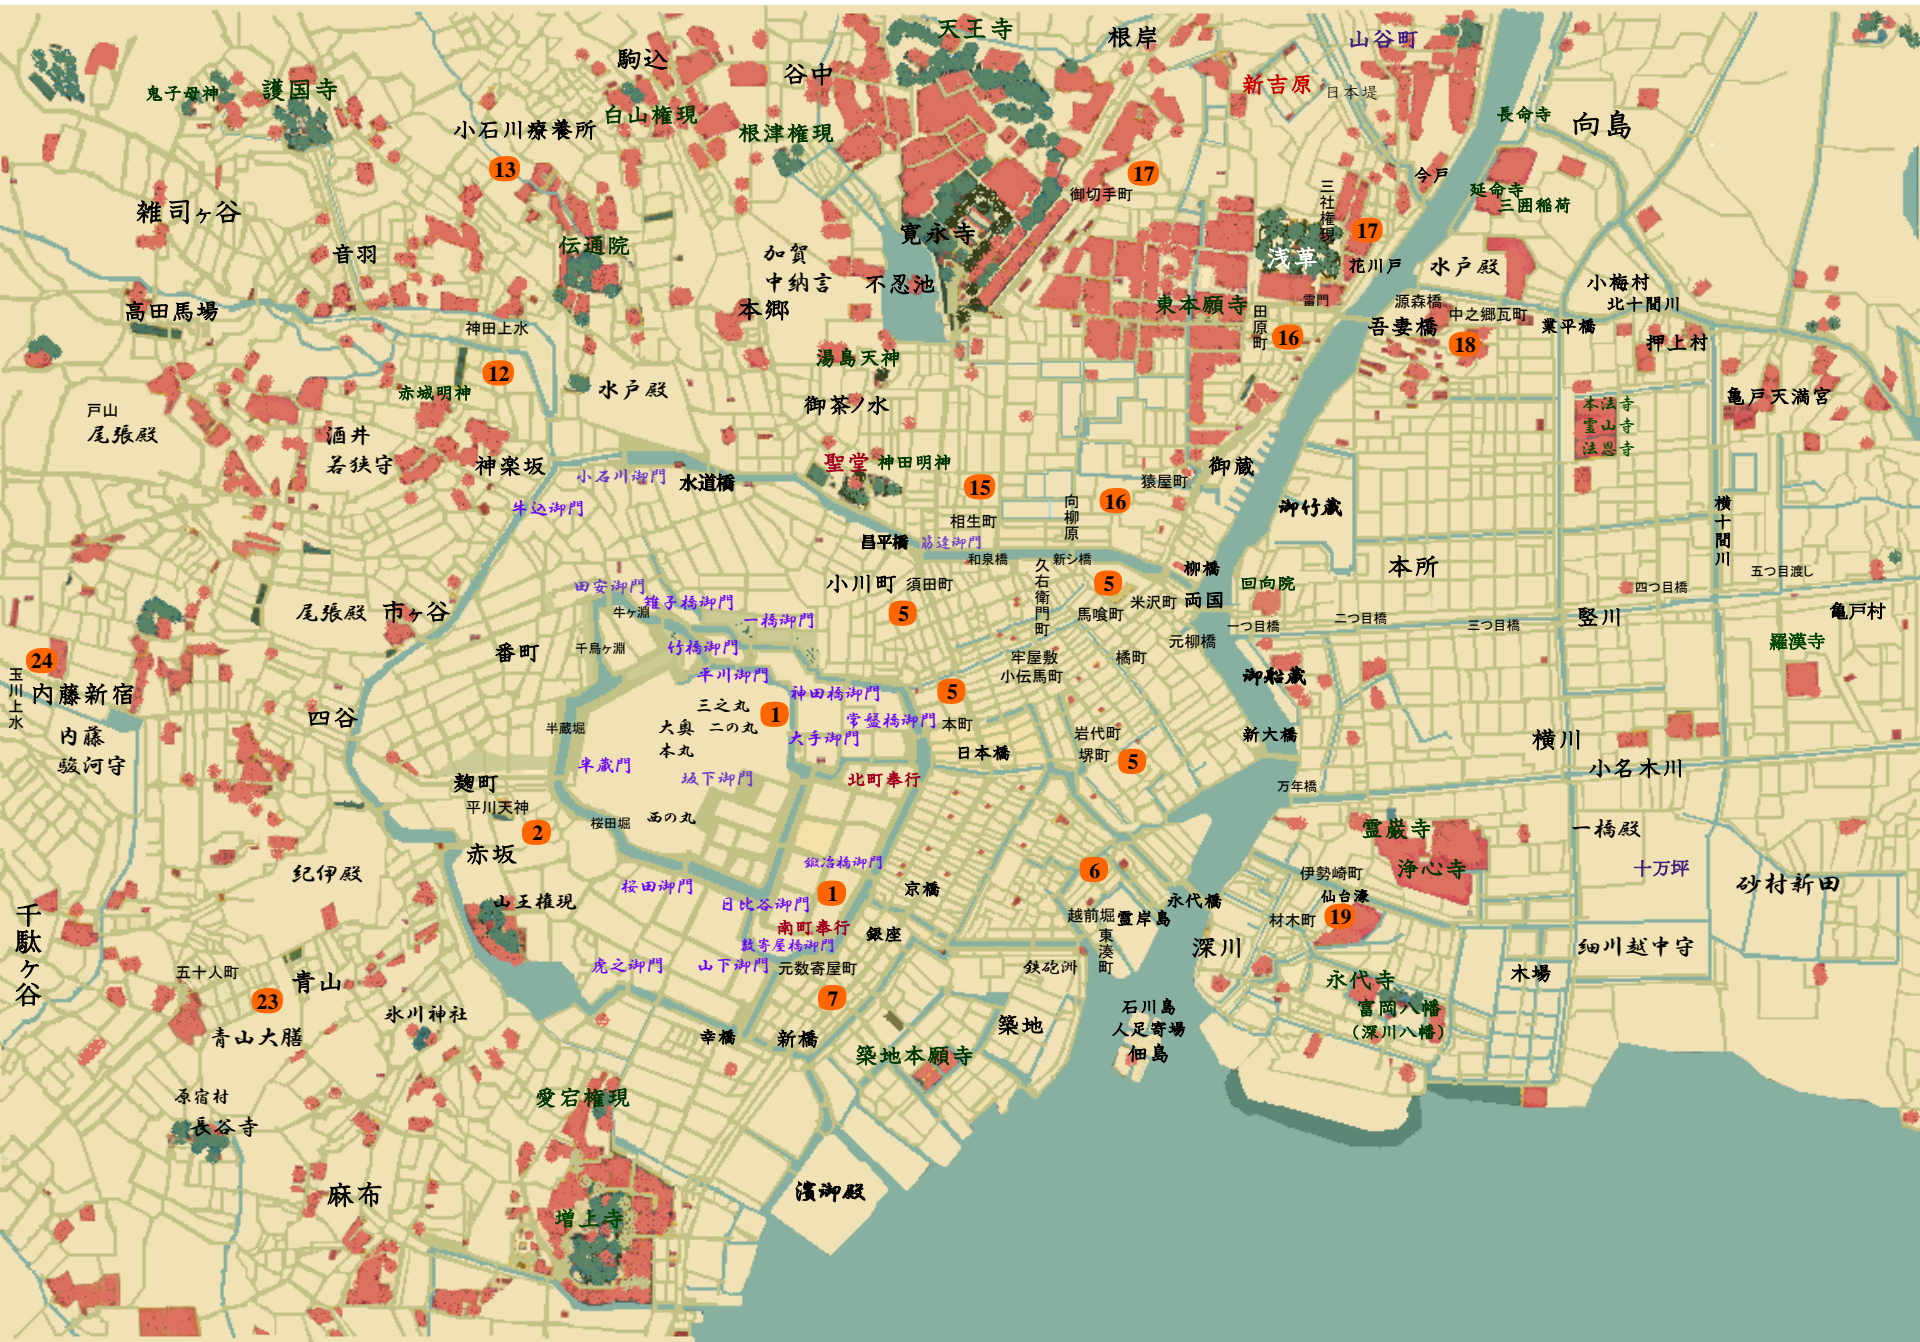 天王寺
根岸
山谷町
駒込
谷中
新吉原
日本堤
鬼子母神
護国寺
白山権現
小石川療養所
根津権現
長命寺
向島
13
17
御切手町
今戸
延命寺
三囲稲荷
三社権現
雑司ヶ谷
音羽
伝通院
加賀
中納言
寛永寺
17
浅草
花川戸
水戸殿
不忍池
小梅村
北十間川
高田馬場
神田上水
本郷
東本願寺
雷門
源森橋
中之郷瓦町
業平橋
田原町
16
吾妻橋
18
押上村
12
赤城明神
水戸殿
湯島天神
戸山
尾張殿
御茶ノ水
亀戸天満宮
本法寺
霊山寺
法恩寺
酒井
若狭守
神楽坂
聖堂
神田明神
御蔵
小石川御門
水道橋
猿屋町
15
16
牛込御門
向柳原
御竹蔵
横十間川
相生町
昌平橋
筋違御門
和泉橋
新シ橋
柳橋
本所
五つ目渡し
田安御門
小川町
須田町
久右衛門町
5
回向院
四つ目橋
雉子橋御門
牛ヶ淵
5
馬喰町
米沢町
両国
尾張殿
市ヶ谷
一橋御門
一つ目橋
二つ目橋
三つ目橋
竪川
亀戸村
番町
千鳥ヶ淵
竹橋御門
元柳橋
羅漢寺
24
玉川上水
内藤新宿
平川御門
牢屋敷
小伝馬町
橘町
御船蔵
神田橋御門
5
四谷
三之丸
1
大奥
二の丸
本丸
常盤橋御門
本町
大手御門
半蔵堀
岩代町
堺町
5
新大橋
横川
内藤
駿河守
日本橋
半蔵門
坂下御門
北町奉行
小名木川
麹町
平川天神
2
万年橋
桜田堀
西の丸
霊巌寺
一橋殿
赤坂
鍛冶橋御門
6
浄心寺
十万坪
砂村新田
紀伊殿
桜田御門
伊勢崎町
仙台濠
山王権現
日比谷御門
1
京橋
永代橋
材木町
19
千駄ヶ谷
南町奉行
銀座
越前堀
霊岸島
数寄屋橋御門
東湊町
深川
細川越中守
虎之御門
山下御門
元数寄屋町
鉄砲洲
木場
五十人町
青山
23
7
永代寺
富岡八幡
（深川八幡）
氷川神社
石川島
人足寄場
佃島
青山大膳
幸橋
新橋
築地
築地本願寺
原宿村
長谷寺
愛宕権現
麻布
濱御殿
増上寺